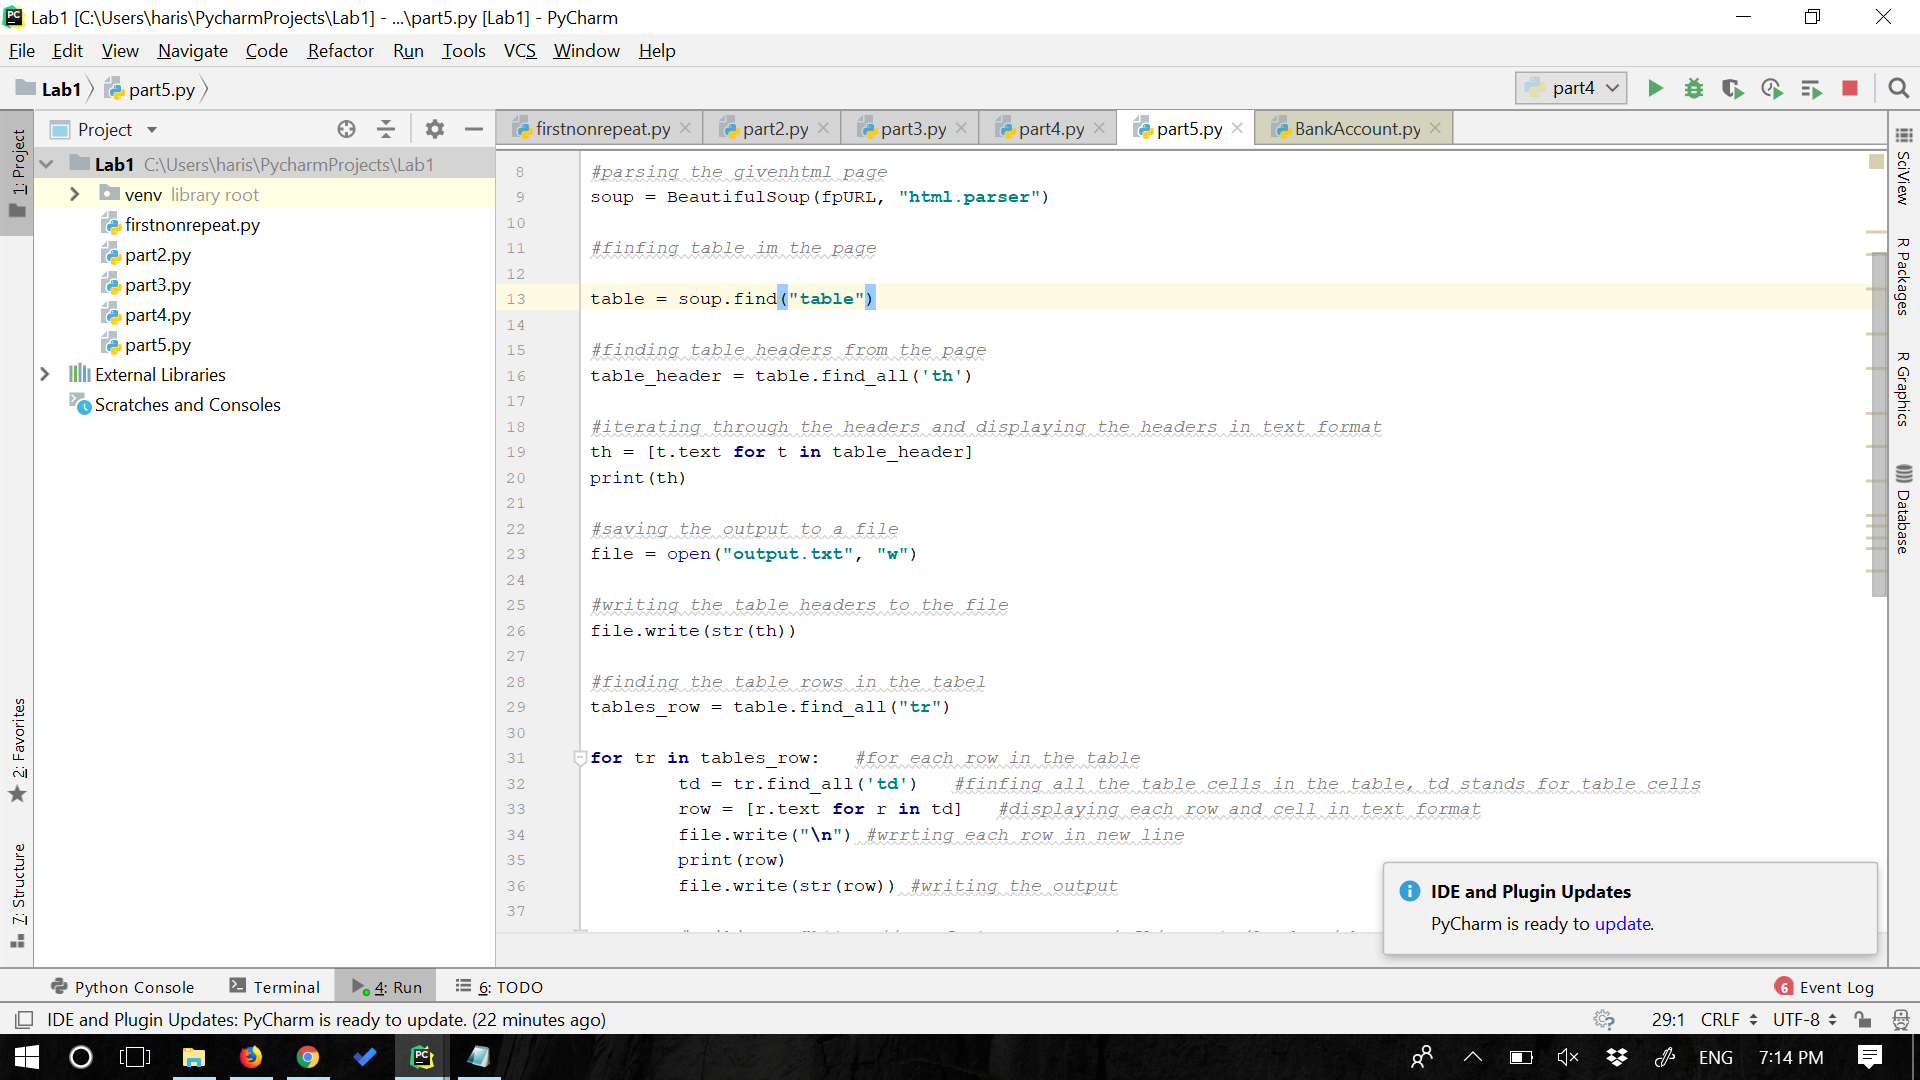 Lab1 [C:\Users\haris\PycharmProjects\Lab1] - ...\part5.py [Lab1] - PyCharm
File Edit View Navigate Code Refactor Run Tools VCS Window Help
Lab1 part5.py part4
Project
firstnonrepeat.py part2.py part3.py part4.py part5.py BankAccount.py
1: Project
Lab1 C:\Users\haris\PycharmProjects\Lab1
venv library root
firstnonrepeat.py
part2.py
part3.py
part4.py
part5.py
External Libraries
Scratches and Consoles
2: Favorites
7: Structure
8 #parsing the givenhtml page
9 soup = BeautifulSoup(fpURL, "html.parser")
10
11 #finfing table im the page
12
13 table = soup.find("table")
14
15 #finding table headers from the page
16 table_header = table.find_all('th')
17
18 #iterating through the headers and displaying the headers in text format
19 th = [t.text for t in table_header]
20 print(th)
21
22 #saving the output to a file
23 file = open("output.txt", "w")
24
25 #writing the table headers to the file
26 file.write(str(th))
27
28 #finding the table rows in the tabel
29 tables_row = table.find_all("tr")
30
31 for tr in tables_row: #for each row in the table
32 td = tr.find_all('td') #finfing all the table cells in the table, td stands for table cells
33 row = [r.text for r in td] #displaying each row and cell in text format
34 file.write("\n") #wrrting each row in new line
35 print(row)
36 file.write(str(row)) #writing the output
37
SciView
R Packages
R Graphics
Database
IDE and Plugin Updates
PyCharm is ready to update.
Python Console Terminal 4: Run 6: TODO 6 Event Log
IDE and Plugin Updates: PyCharm is ready to update. (22 minutes ago) 29:1 CRLF UTF-8
PC ENG 7:14 PM